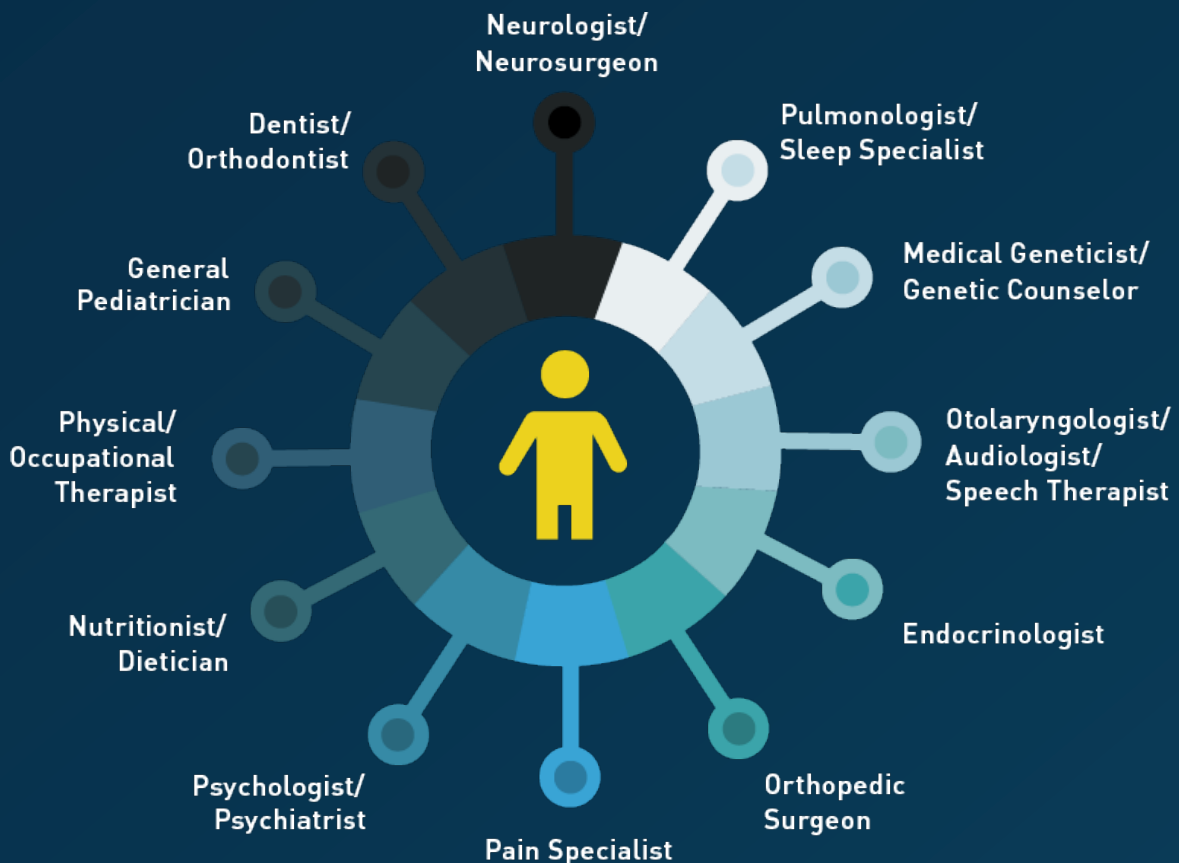 Neurologist/
Neurosurgeon
Pulmonologist/
Sleep Specialist
Medical Geneticist/
Genetic Counselor
Otolaryngologist/
Audiologist/
Speech Therapist
Endocrinologist
Orthopedic
Surgeon
Pain Specialist
Psychologist/
Psychiatrist
Nutritionist/
Dietician
Physical/
Occupational
Therapist
General
Pediatrician
Dentist/
Orthodontist